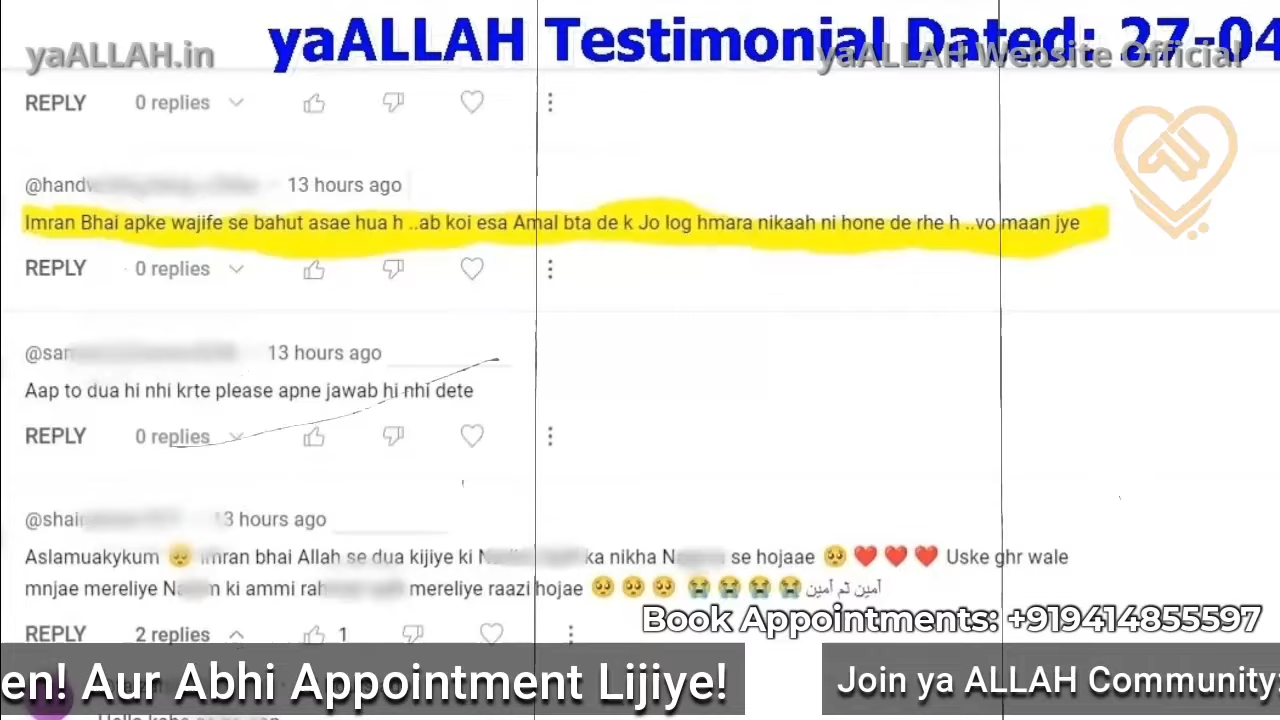 yaALLAH Testimonial Dated: 27-04
yaALLAH.in
yaALLAH Website Official
REPLY 0 replies
13 hours ago
Imran Bhai apke wajife se bahut asae hua h ..ab koi esa Amal bta de k Jo log hmara nikaah ni hone de rhe h ..vo maan jye
REPLY 0 replies
13 hours ago
Aap to dua hi nhi krte please apne jawab hi nhi dete
REPLY 0 replies
13 hours ago
Aslamuakykum 🥺 imran bhai Allah se dua kijiye ki ka nikha se hojaae 🥺 ❤️ ❤️ ❤️ Uske ghr wale
mnjae mereliye ki ammi mereliye raazi hojae 🥺 🥺 🥺 😭 😭 😭 😭 آمین ثم آمین
Book Appointments: +919414855597
REPLY 2 replies 1
en! Aur Abhi Appointment Lijiye!
Join ya ALLAH Community: